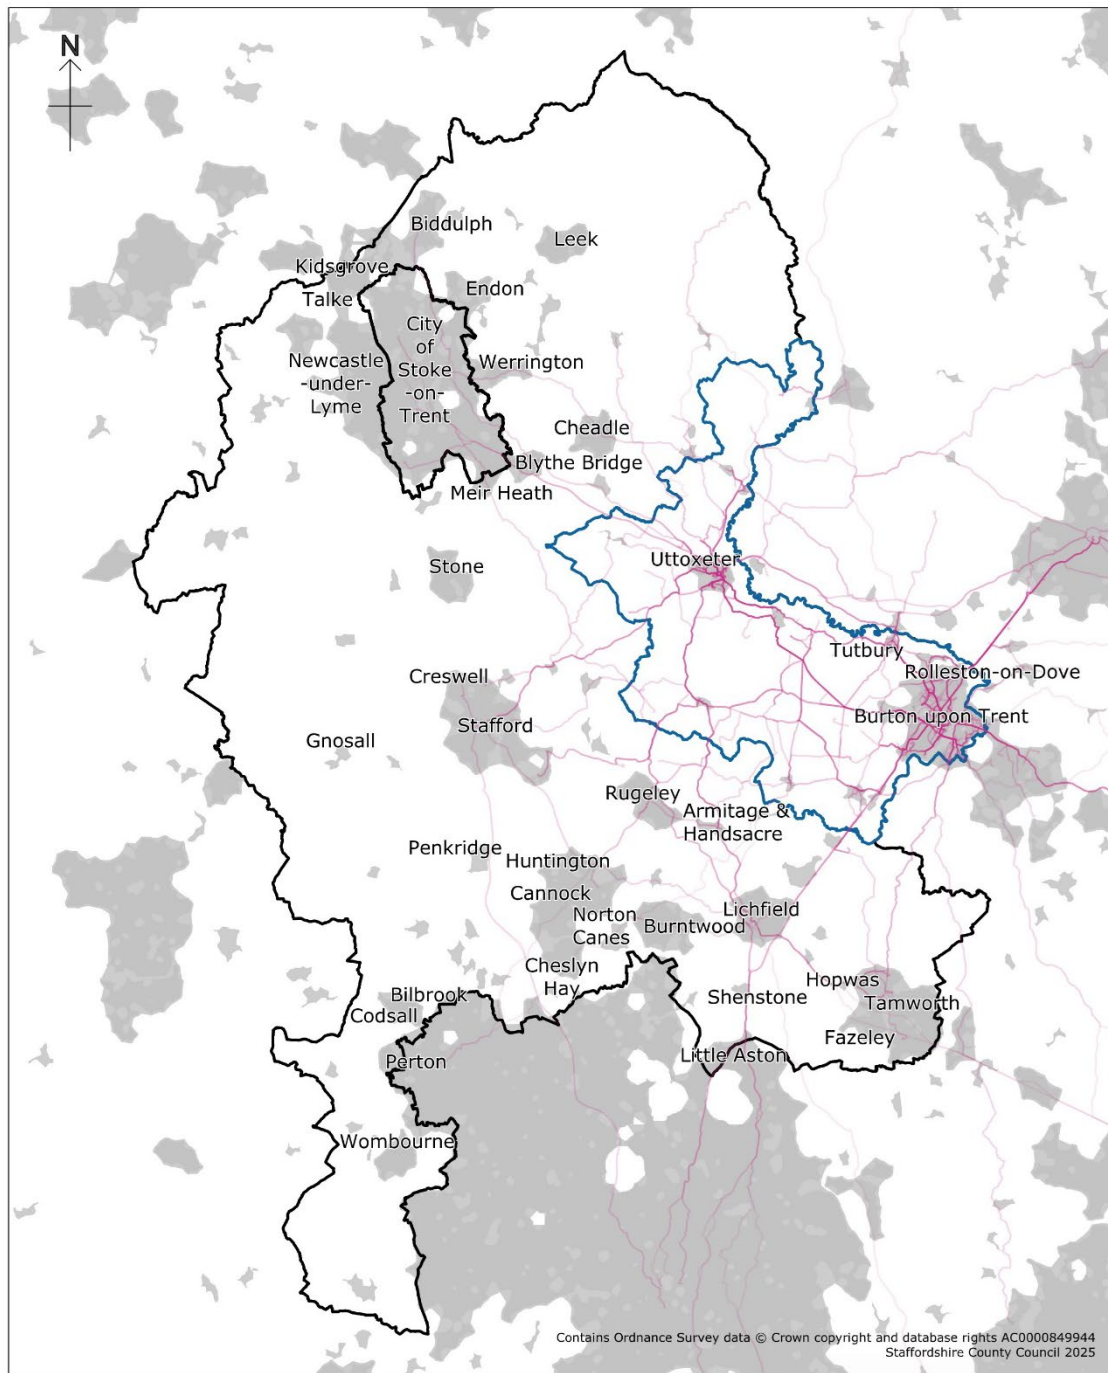 N
Biddulph
Leek
Kidsgrove
Talke
Endon
City
of
Stoke
-on-
Trent
Newcastle
-under-
Lyme
Werrington
Cheadle
Blythe Bridge
Meir Heath
Uttoxeter
Stone
Tutbury
Rolleston-on-Dove
Creswell
Stafford
Burton upon Trent
Gnosall
Rugeley
Armitage &
Handsacre
Penkridge
Huntington
Cannock
Norton
Canes
Burntwood
Lichfield
Cheslyn
Hay
Hopwas
Bilbrook
Shenstone
Tamworth
Codsall
Fazeley
Little Aston
Perton
Wombourne
Contains Ordnance Survey data © Crown copyright and database rights AC0000849944
Staffordshire County Council 2025